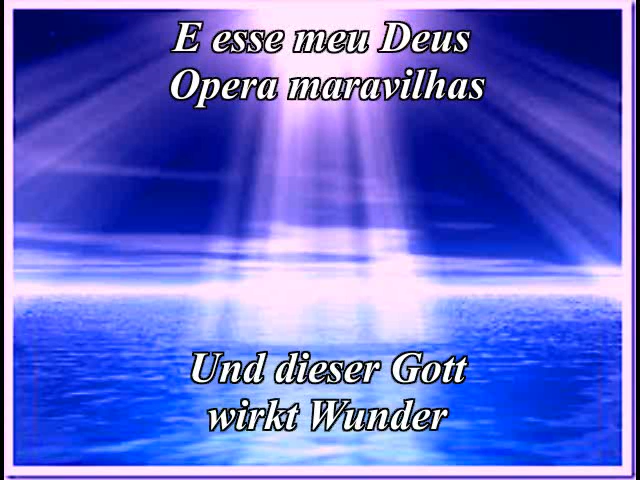 E esse meu Deus
Opera maravilhas
Und dieser Gott
wirkt Wunder